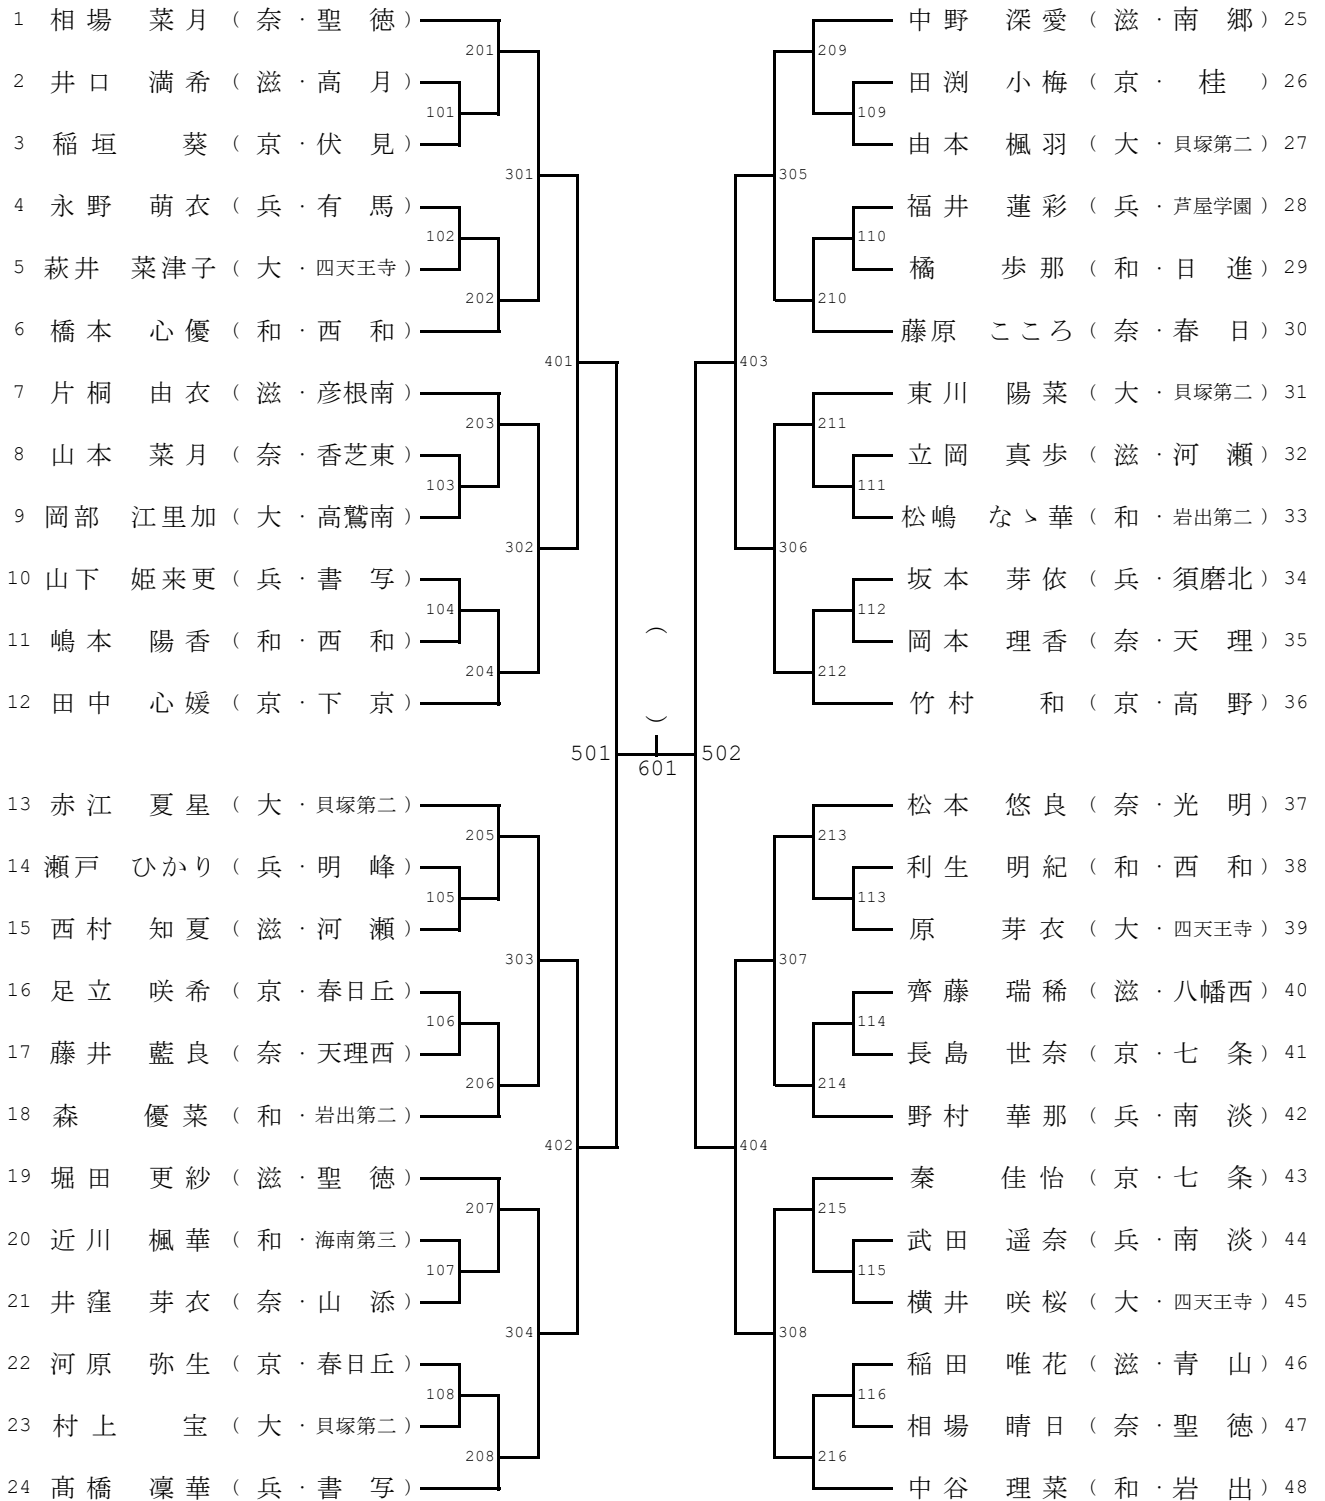 1 相場 菜月 (奈・聖徳)
201
2 井口 満希 (滋・高月)
101
3 稲垣 葵 (京・伏見)
301
4 永野 萌衣 (兵・有馬)
102
5 萩井 菜津子 (大・四天王寺)
202
6 橋本 心優 (和・西和)
401
7 片桐 由衣 (滋・彦根南)
203
8 山本 菜月 (奈・香芝東)
103
9 岡部 江里加 (大・高鷲南)
302
10 山下 姫来更 (兵・書写)
104
11 嶋本 陽香 (和・西和)
204
12 田中 心媛 (京・下京)
501
13 赤江 夏星 (大・貝塚第二)
205
14 瀬戸 ひかり (兵・明峰)
105
15 西村 知夏 (滋・河瀬)
303
16 足立 咲希 (京・春日丘)
106
17 藤井 藍良 (奈・天理西)
206
18 森 優菜 (和・岩出第二)
402
19 堀田 更紗 (滋・聖徳)
207
20 近川 楓華 (和・海南第三)
107
21 井窪 芽衣 (奈・山添)
304
22 河原 弥生 (京・春日丘)
108
23 村上 宝 (大・貝塚第二)
208
24 髙橋 凜華 (兵・書写)
( )
601
中野 深愛 (滋・南郷) 25
209
田渕 小梅 (京・桂) 26
109
由本 楓羽 (大・貝塚第二) 27
305
福井 蓮彩 (兵・芦屋学園) 28
110
橘 歩那 (和・日進) 29
210
藤原 こころ (奈・春日) 30
403
東川 陽菜 (大・貝塚第二) 31
211
立岡 真歩 (滋・河瀬) 32
111
松嶋 なゝ華 (和・岩出第二) 33
306
坂本 芽依 (兵・須磨北) 34
112
岡本 理香 (奈・天理) 35
212
竹村 和 (京・高野) 36
502
松本 悠良 (奈・光明) 37
213
利生 明紀 (和・西和) 38
113
原 芽衣 (大・四天王寺) 39
307
齊藤 瑞稀 (滋・八幡西) 40
114
長島 世奈 (京・七条) 41
214
野村 華那 (兵・南淡) 42
404
秦 佳怡 (京・七条) 43
215
武田 遥奈 (兵・南淡) 44
115
横井 咲桜 (大・四天王寺) 45
308
稲田 唯花 (滋・青山) 46
116
相場 晴日 (奈・聖徳) 47
216
中谷 理菜 (和・岩出) 48